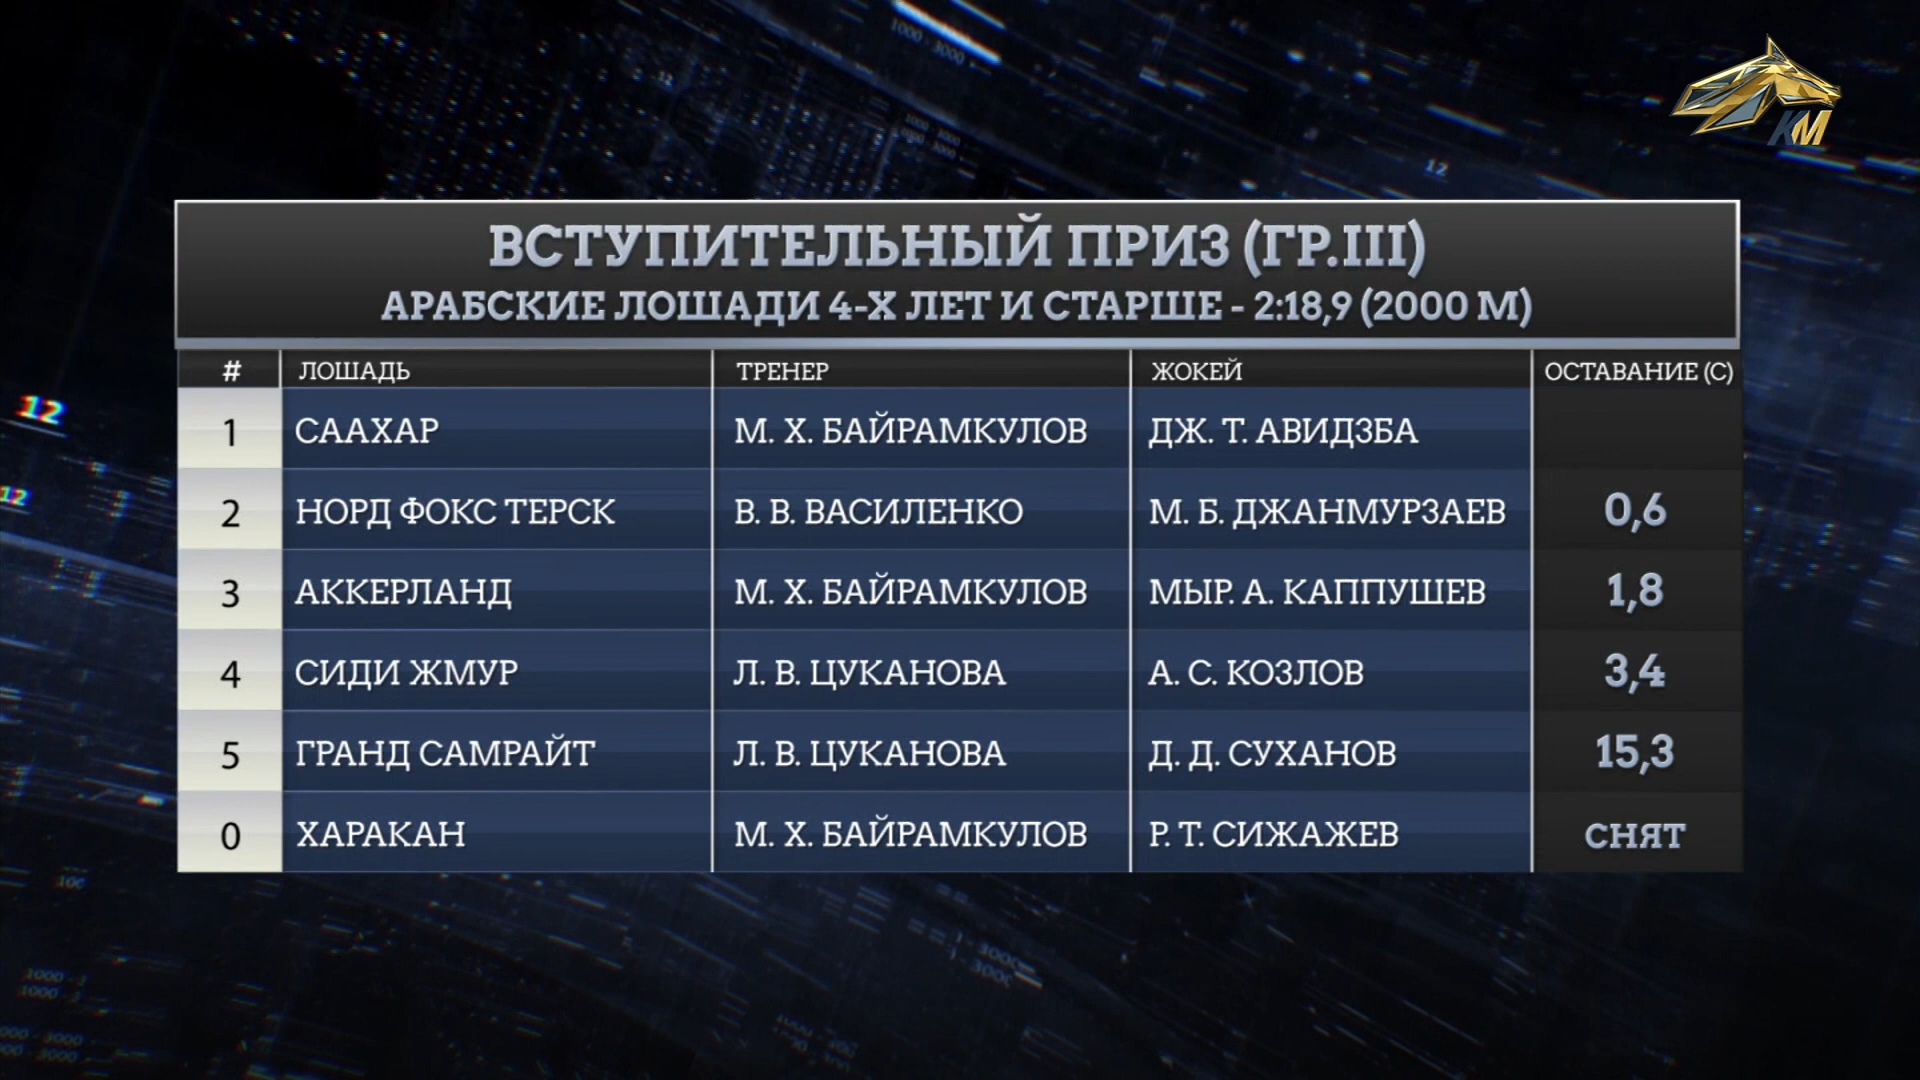 КМ
ВСТУПИТЕЛЬНЫЙ ПРИЗ (ГР.III)
АРАБСКИЕ ЛОШАДИ 4-Х ЛЕТ И СТАРШЕ - 2:18,9 (2000 М)
# ЛОШАДЬ ТРЕНЕР ЖОКЕЙ ОСТАВАНИЕ (С)
1 СААХАР М. Х. БАЙРАМКУЛОВ ДЖ. Т. АВИДЗБА
2 НОРД ФОКС ТЕРСК В. В. ВАСИЛЕНКО М. Б. ДЖАНМУРЗАЕВ 0,6
3 АККЕРЛАНД М. Х. БАЙРАМКУЛОВ МЫР. А. КАППУШЕВ 1,8
4 СИДИ ЖМУР Л. В. ЦУКАНОВА А. С. КОЗЛОВ 3,4
5 ГРАНД САМРАЙТ Л. В. ЦУКАНОВА Д. Д. СУХАНОВ 15,3
0 ХАРАКАН М. Х. БАЙРАМКУЛОВ Р. Т. СИЖАЖЕВ СНЯТ
12
12
12